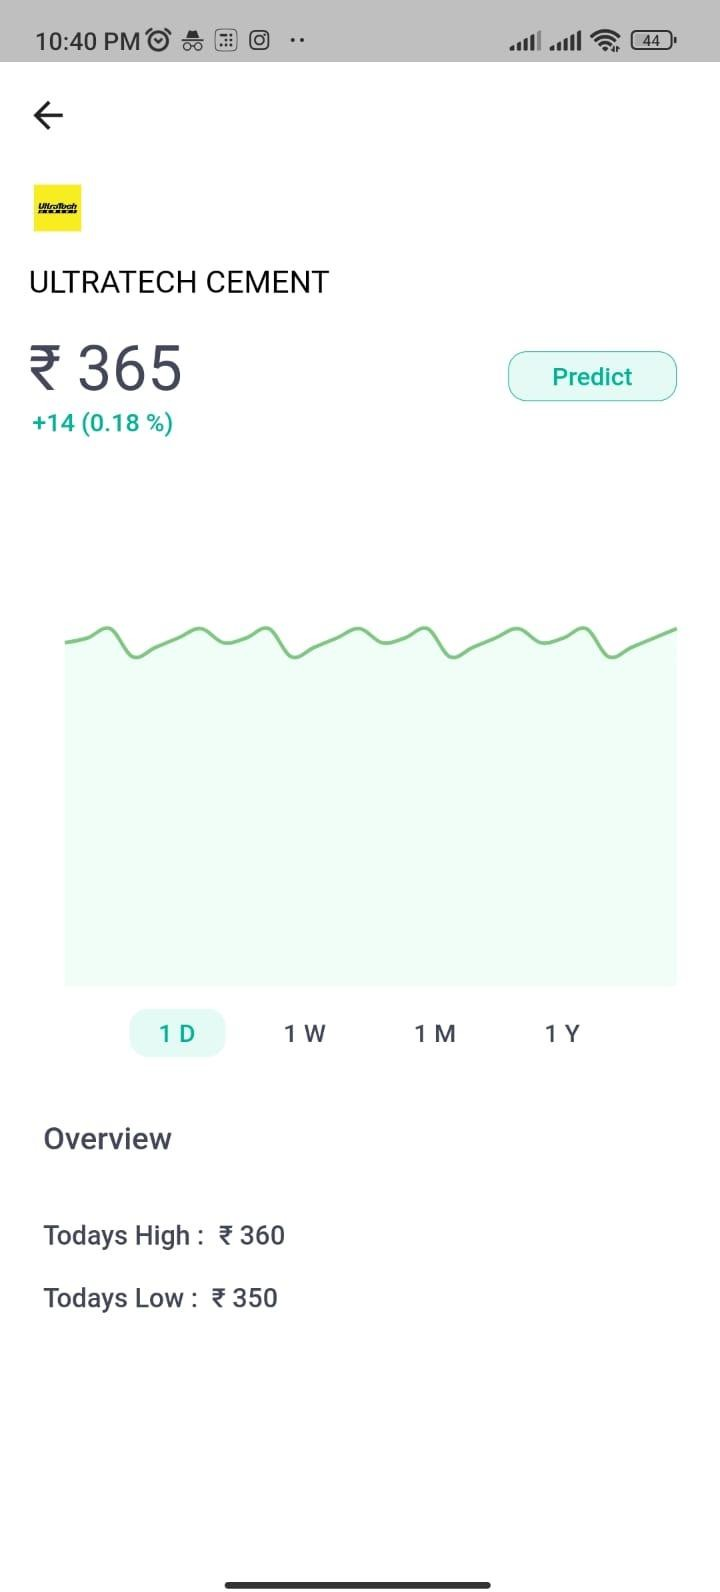 10:40 PM
44
UltraTech
CEMENT
ULTRATECH CEMENT
₹ 365
Predict
+14 (0.18 %)
1 D 1 W 1 M 1 Y
Overview
Todays High : ₹ 360
Todays Low : ₹ 350